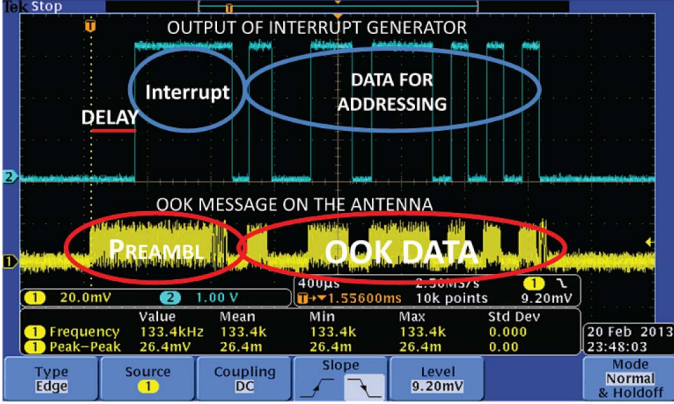 Tek Stop
T
OUTPUT OF INTERRUPT GENERATOR
Interrupt
DATA FOR
ADDRESSING
DELAY
2
OOK MESSAGE ON THE ANTENNA
PREAMBL
OOK DATA
1
1 20.0mV 2 1.00 V
400µs 2.50MS/s 1
T→▼1.55600ms 10k points 9.20mV
Value Mean Min Max Std Dev
1 Frequency 133.4kHz 133.4k 133.4k 133.4k 0.000
1 Peak-Peak 26.4mV 26.4m 26.4m 26.4m 0.00
20 Feb 2013
23:48:03
Type
Edge
Source
1
Coupling
DC
Slope
Level
9.20mV
Mode
Normal
& Holdoff